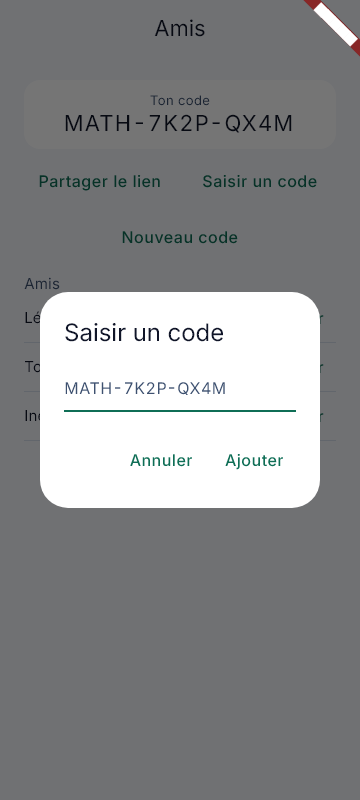 Amis
Ton code
MATH-7K2P-QX4M
Partager le lien
Saisir un code
Nouveau code
Amis
Saisir un code
MATH-7K2P-QX4M
Annuler
Ajouter